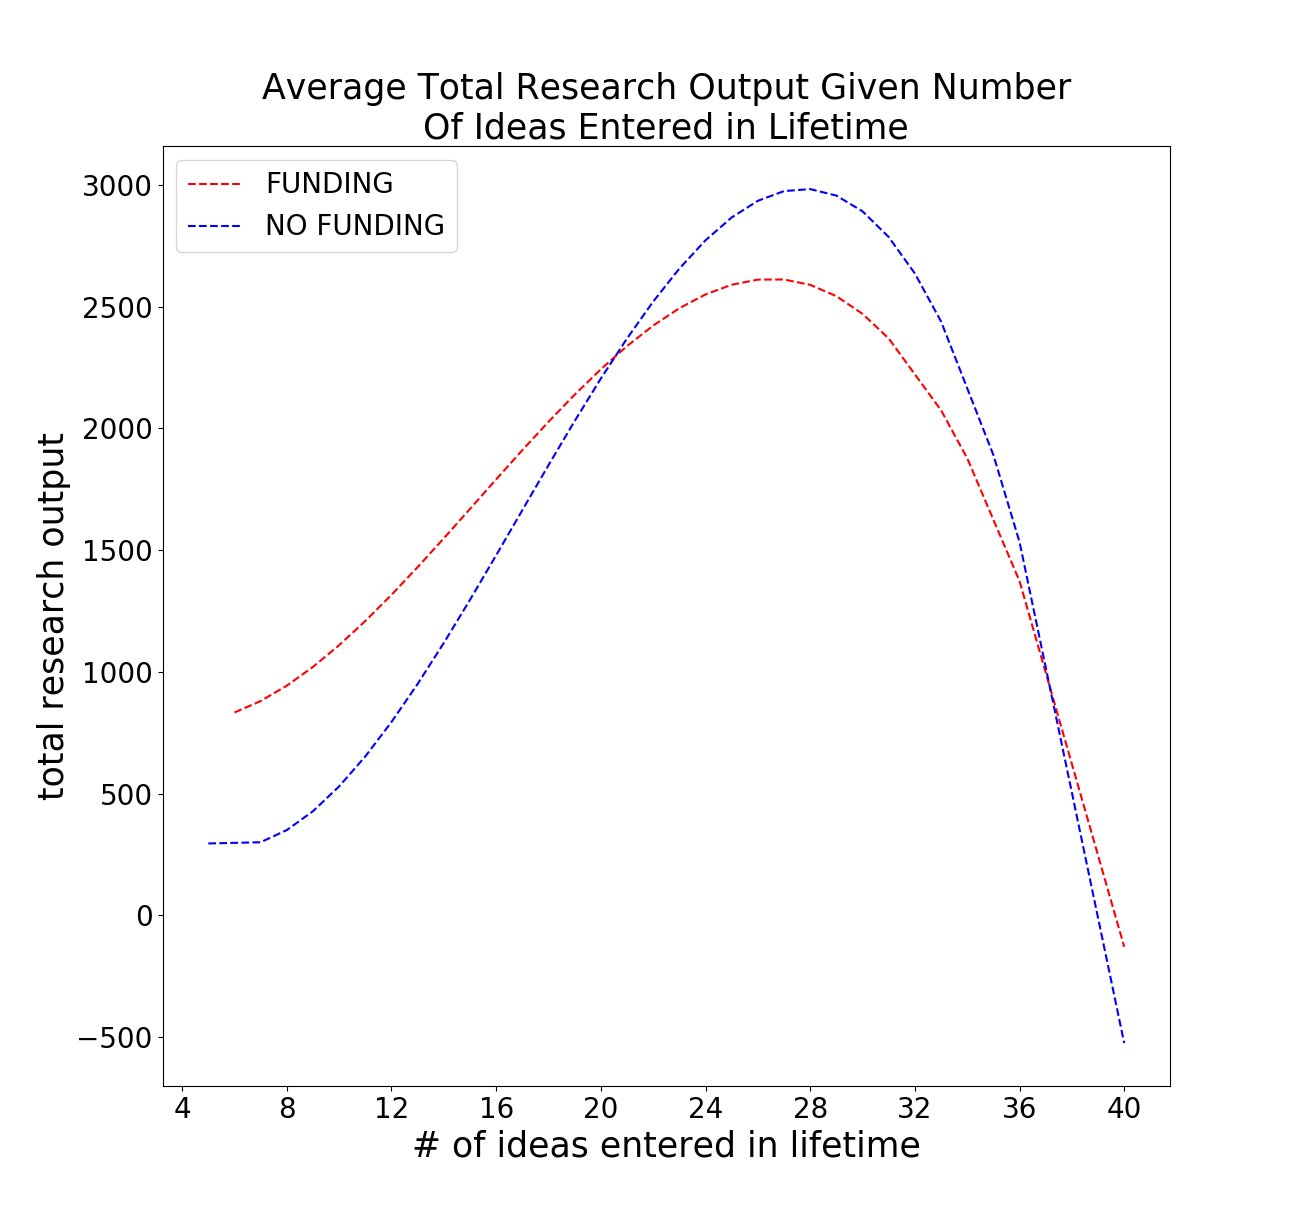 Average Total Research Output Given Number
Of Ideas Entered in Lifetime
FUNDING
NO FUNDING
total research output
3000
2500
2000
1500
1000
500
0
−500
4 8 12 16 20 24 28 32 36 40
# of ideas entered in lifetime